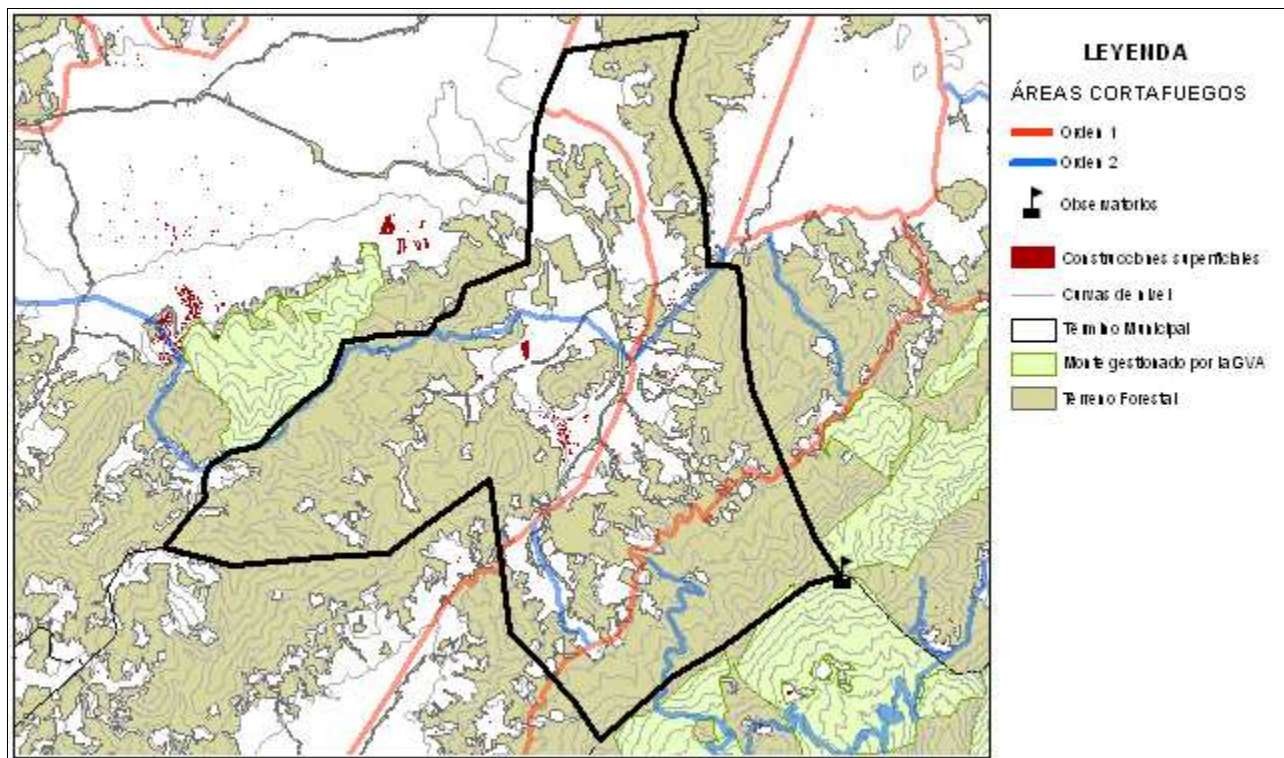 LEYENDA
ÁREAS CORTAFUEGOS
Orden 1
Orden 2
Observatorios
Construcciones superficiales
Curvas de nivel
Término Municipal
Monte gestionado por la GVA
Terreno Forestal